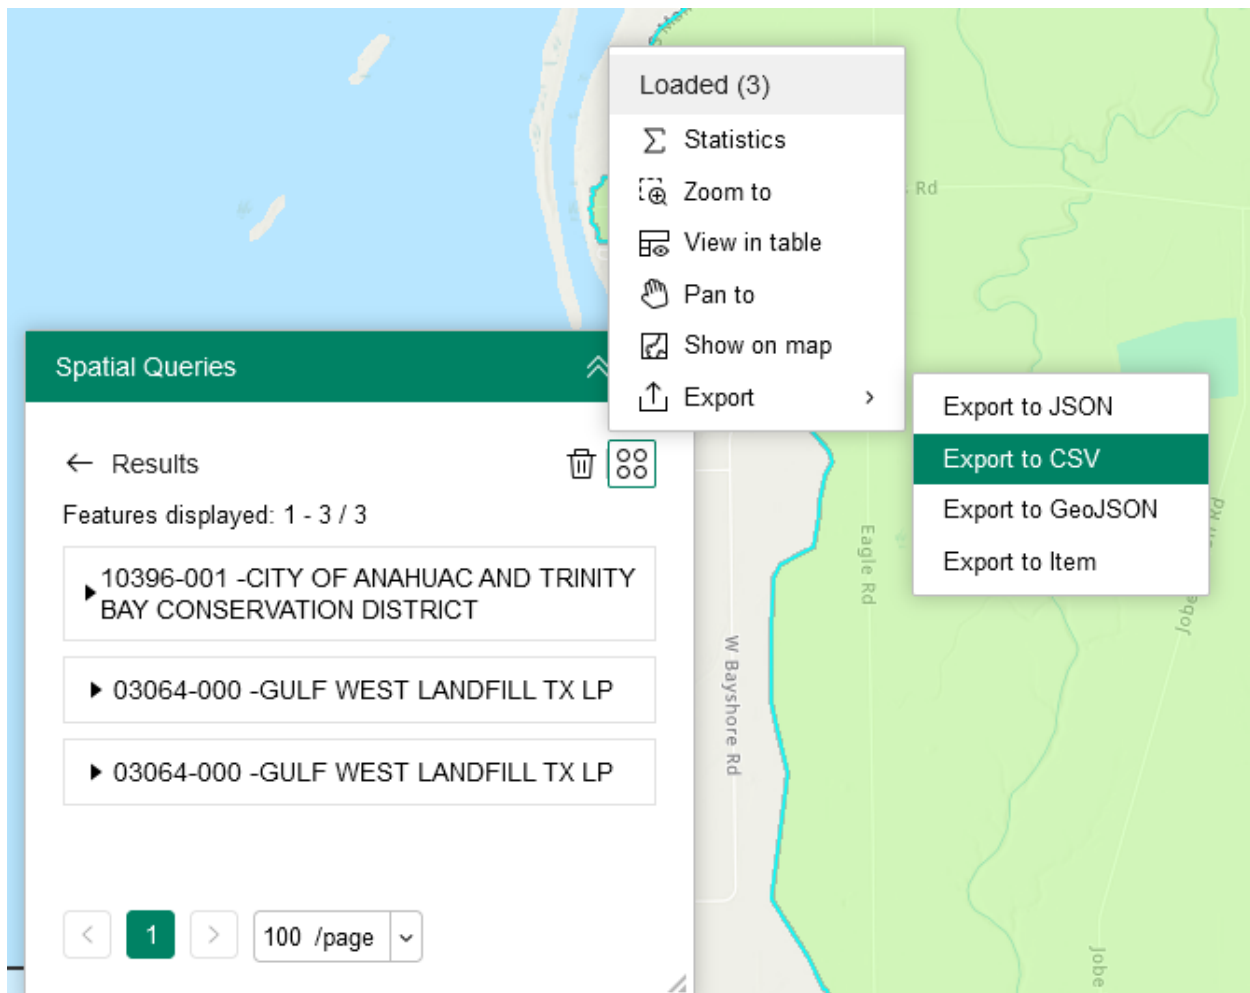 Loaded (3)
Statistics
Zoom to
View in table
Pan to
Show on map
Export
Export to JSON
Export to CSV
Export to GeoJSON
Export to Item
Spatial Queries
Results
Features displayed: 1 - 3 / 3
10396-001 -CITY OF ANAHUAC AND TRINITY
BAY CONSERVATION DISTRICT
03064-000 -GULF WEST LANDFILL TX LP
03064-000 -GULF WEST LANDFILL TX LP
1
100 /page
Rd
Eagle Rd
W Bayshore Rd
Rd
Jobe
Jobe